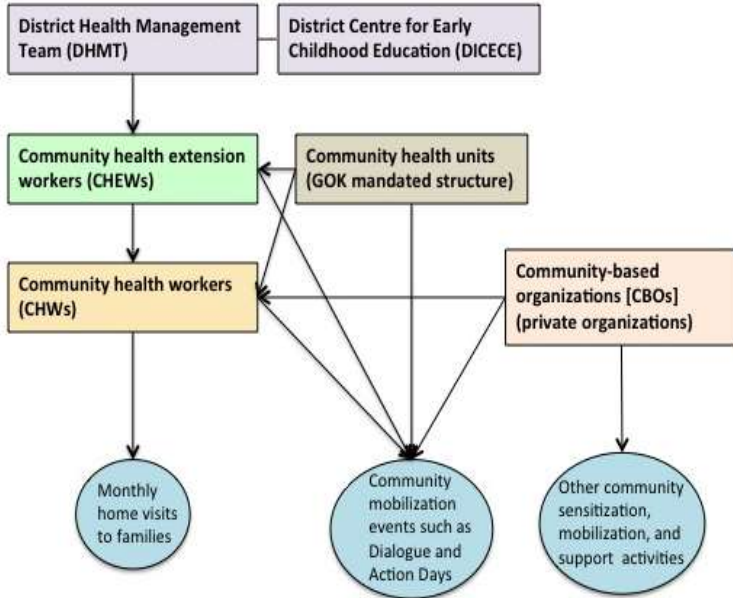 District Health Management
Team (DHMT)
District Centre for Early
Childhood Education (DICECE)
Community health extension
workers (CHEWs)
Community health units
(GOK mandated structure)
Community health workers
(CHWs)
Community-based
organizations [CBOs]
(private organizations)
Monthly
home visits
to families
Community
mobilization
events such as
Dialogue and
Action Days
Other community
sensitization,
mobilization, and
support activities